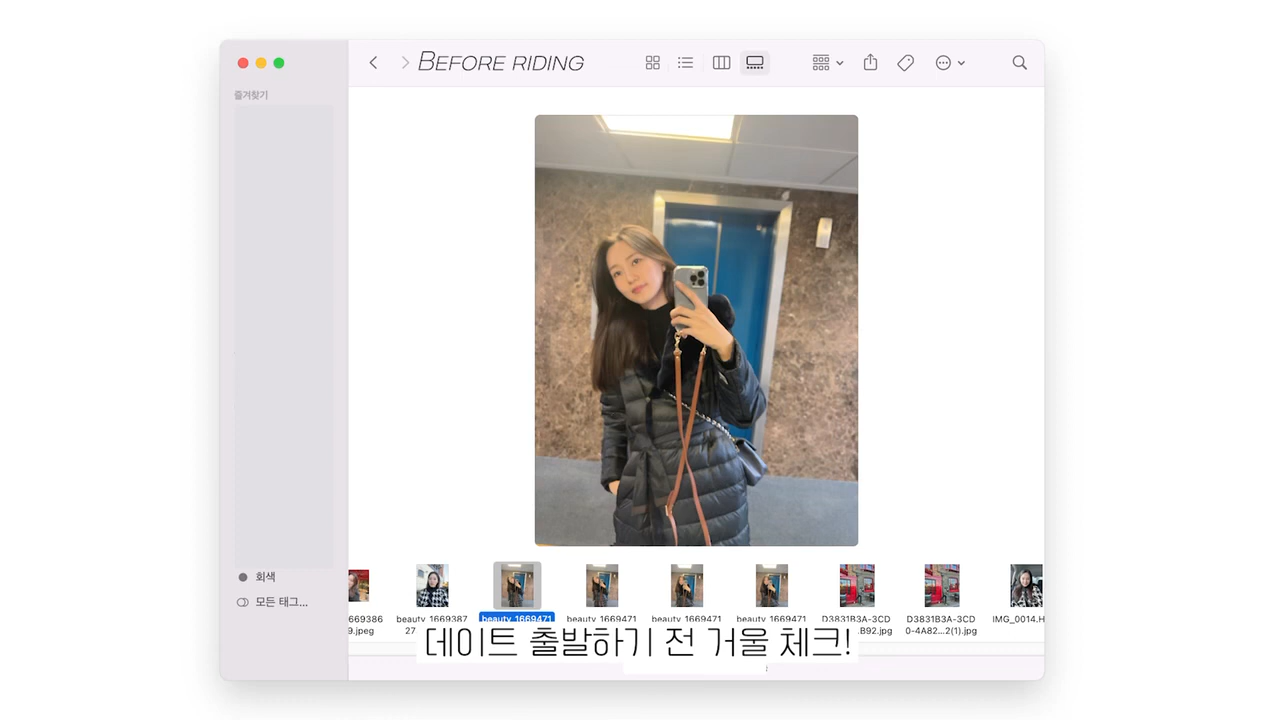 BEFORE RIDING
즐겨찾기
회색
모든 태그...
669386
9.jpeg
beauty_1669387
27
beauty_1669471
beauty_1669471
beauty_1669471
beauty_1669471
D3831B3A-3CD
B92.jpg
D3831B3A-3CD
0-4A82...2(1).jpg
IMG_0014.H
데이트 출발하기 전 거울 체크!